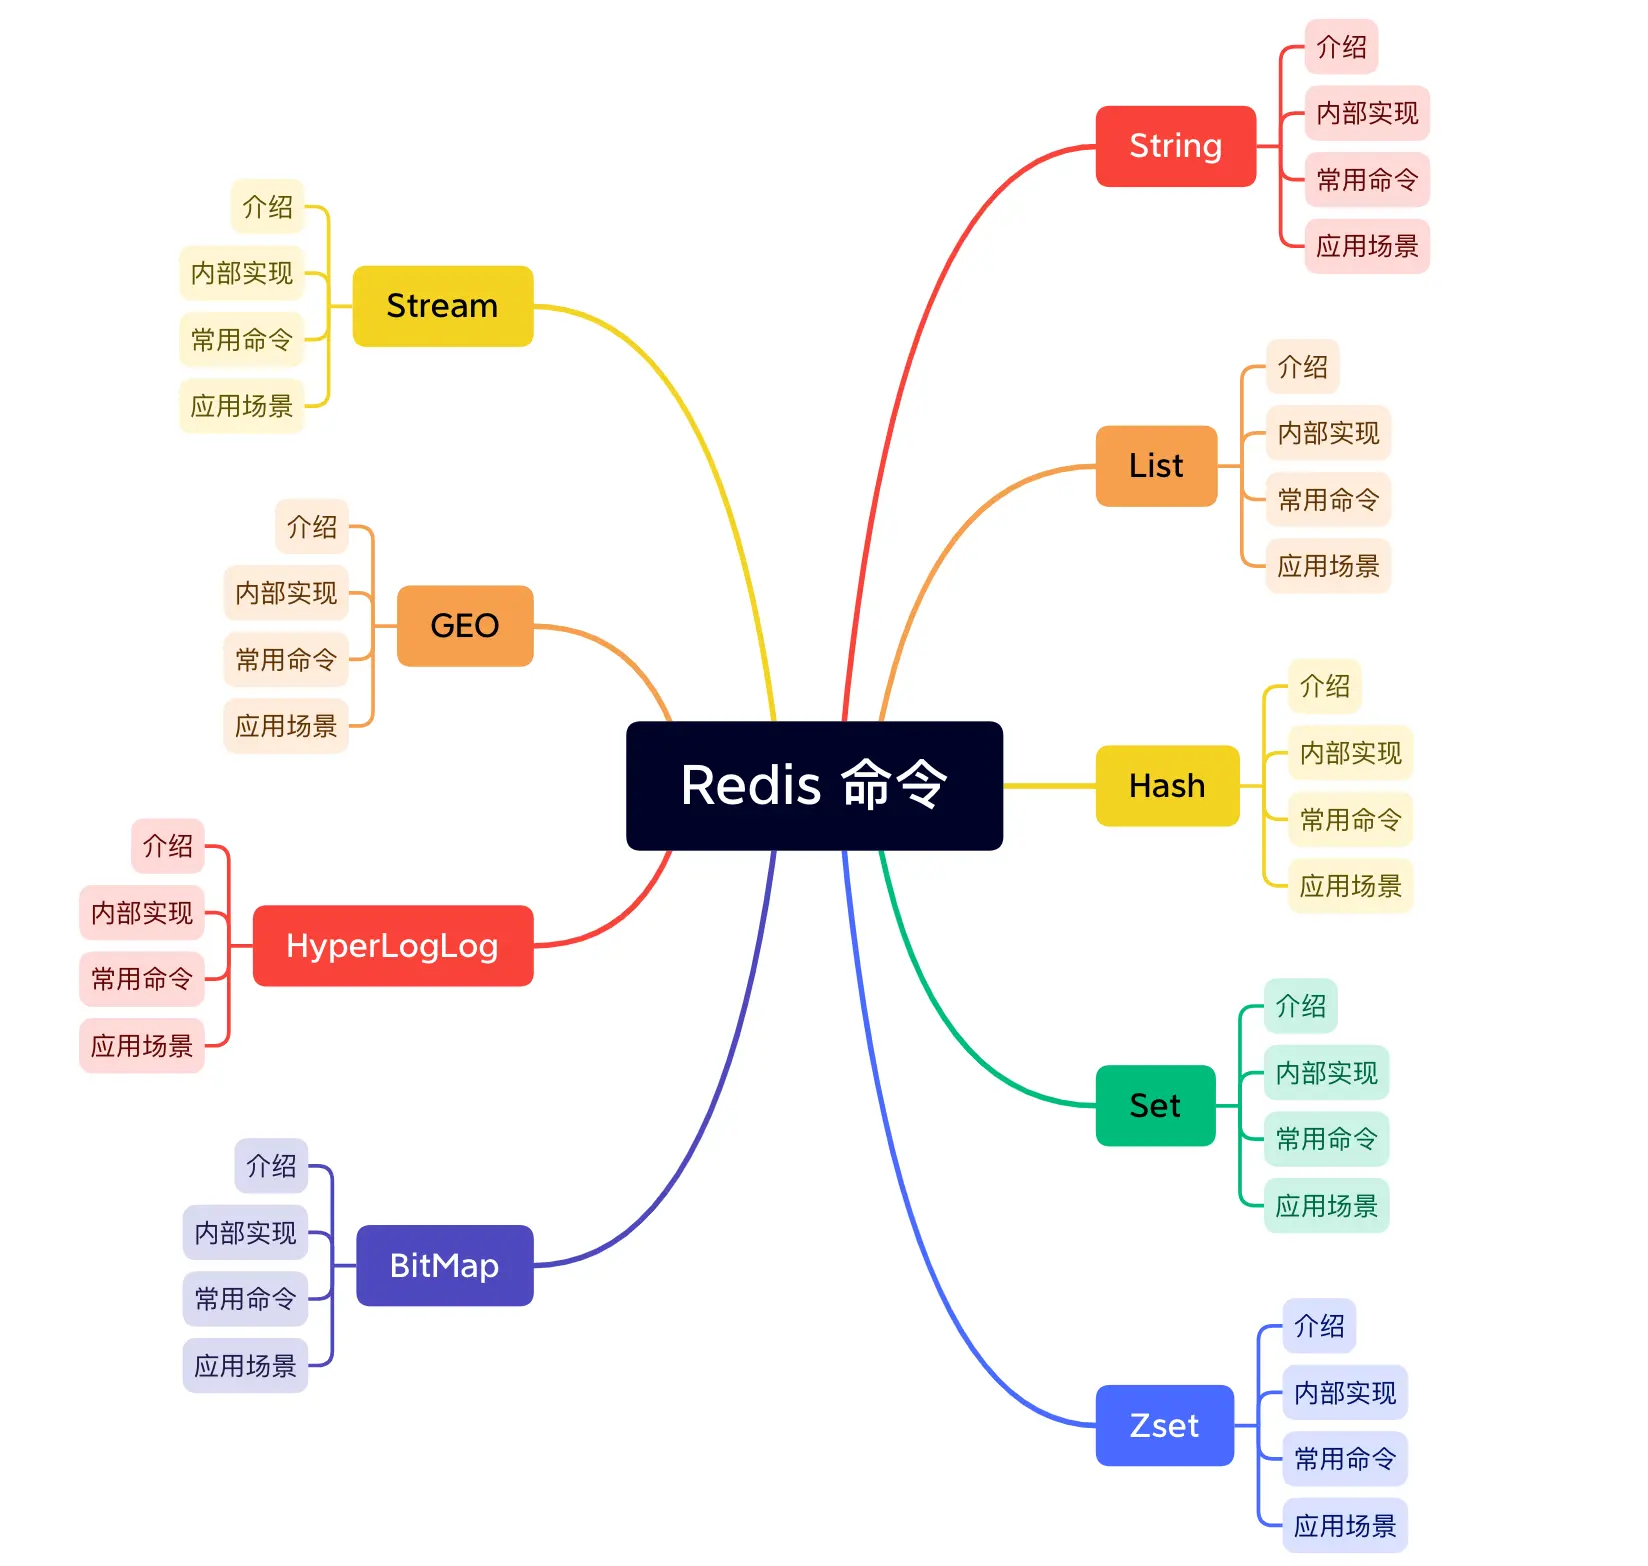 Redis 命令
String
介绍
内部实现
常用命令
应用场景
List
介绍
内部实现
常用命令
应用场景
Hash
介绍
内部实现
常用命令
应用场景
Set
介绍
内部实现
常用命令
应用场景
Zset
介绍
内部实现
常用命令
应用场景
Stream
介绍
内部实现
常用命令
应用场景
GEO
介绍
内部实现
常用命令
应用场景
HyperLogLog
介绍
内部实现
常用命令
应用场景
BitMap
介绍
内部实现
常用命令
应用场景